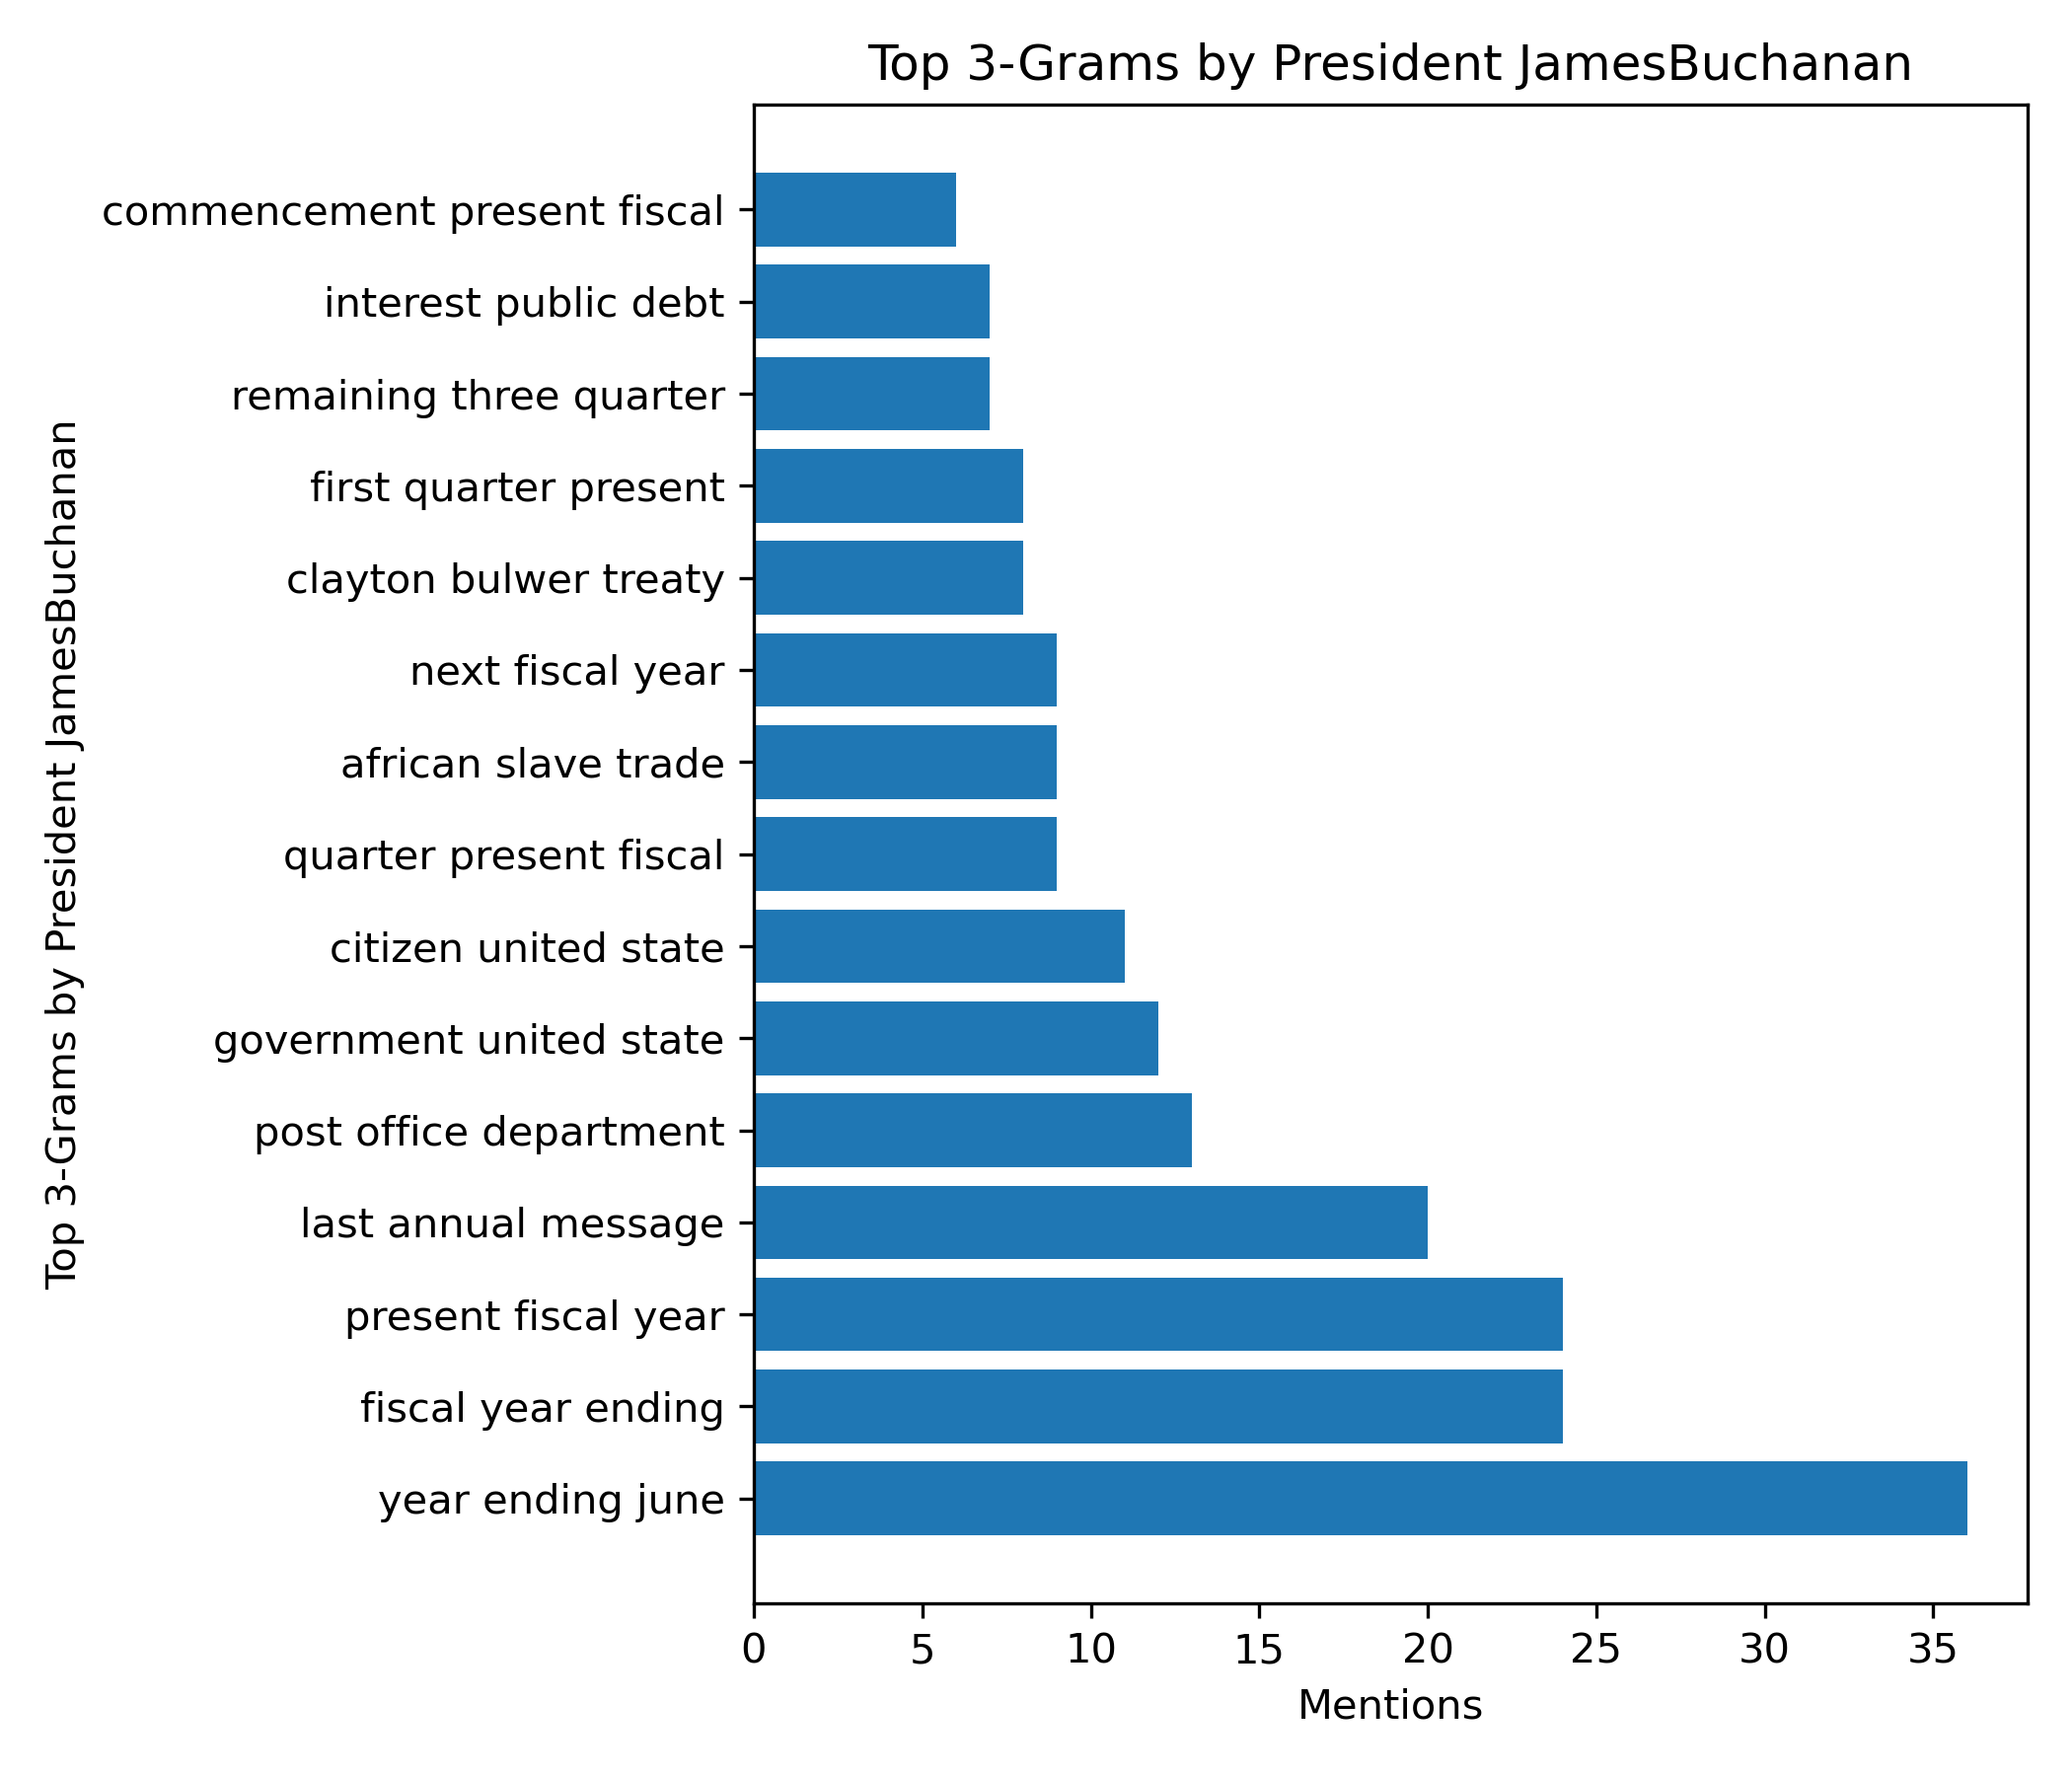 Top 3-Grams by President JamesBuchanan
Top 3-Grams by President JamesBuchanan
commencement present fiscal
interest public debt
remaining three quarter
first quarter present
clayton bulwer treaty
next fiscal year
african slave trade
quarter present fiscal
citizen united state
government united state
post office department
last annual message
present fiscal year
fiscal year ending
year ending june
0 5 10 15 20 25 30 35
Mentions